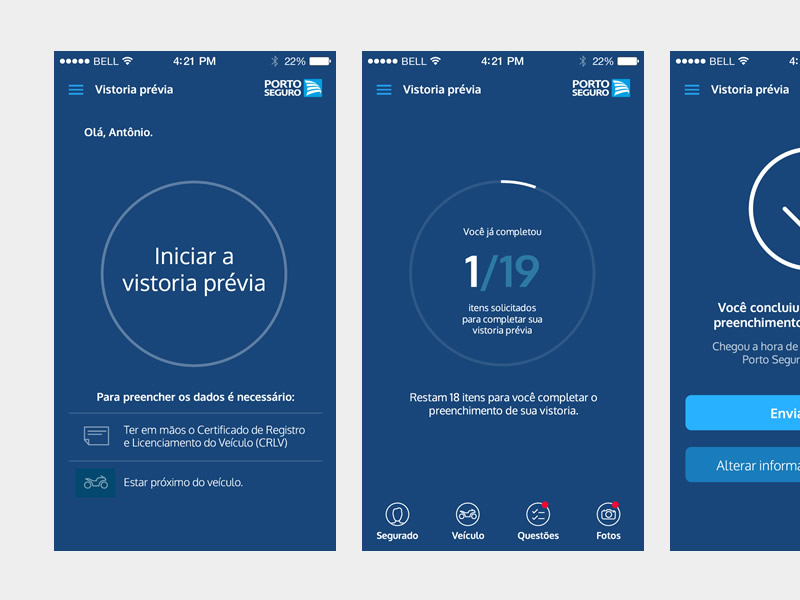 BELL 4:21 PM 22%
Vistoria prévia
PORTO
SEGURO
Olá, Antônio.
Iniciar a
vistoria prévia
Para preencher os dados é necessário:
Ter em mãos o Certificado de Registro
e Licenciamento do Veículo (CRLV)
Estar próximo do veículo.
BELL 4:21 PM 22%
Vistoria prévia
PORTO
SEGURO
Você já completou
1/19
itens solicitados
para completar sua
vistoria prévia
Restam 18 itens para você completar o
preenchimento de sua vistoria.
Segurado Veículo Questões Fotos
BELL 4:
Vistoria prévia
Você concluiu
preenchimento
Chegou a hora de
Porto Segur
Envia
Alterar informa